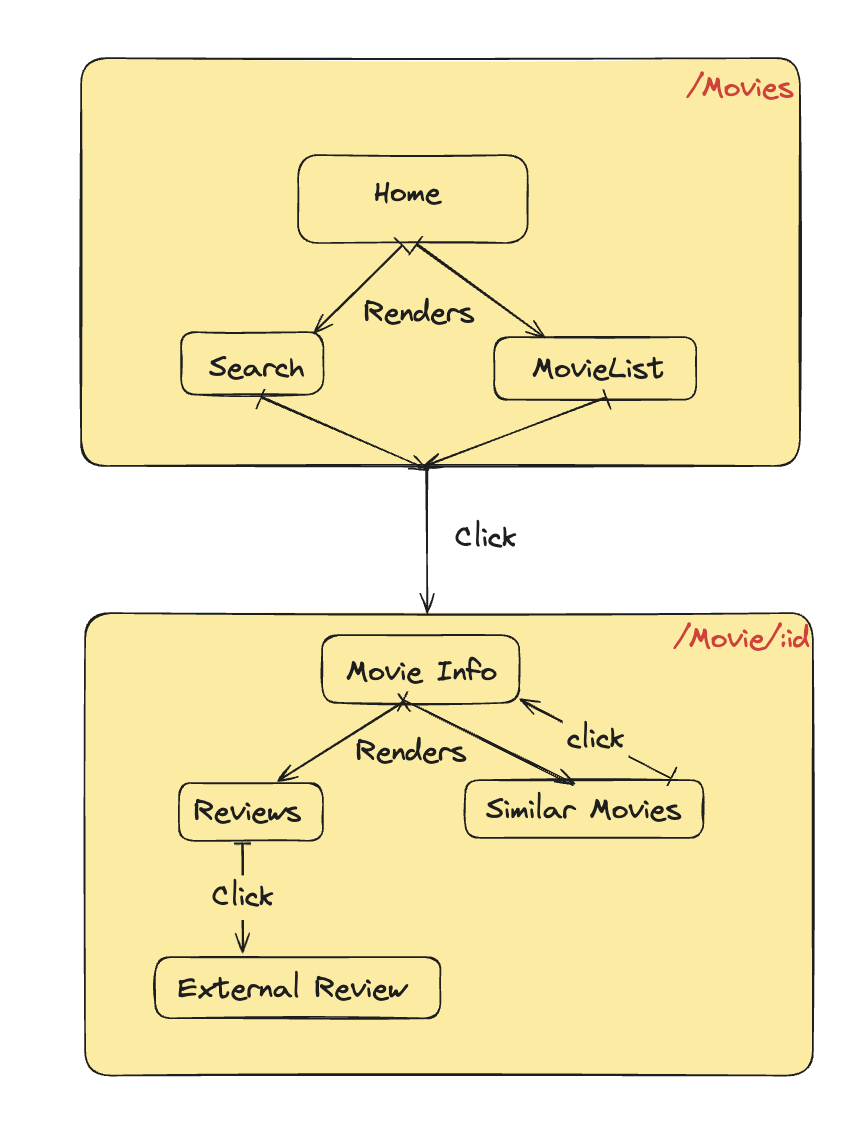 /Movies
Home
Renders
Search
MovieList
Click
/Movie/:id
Movie Info
click
Renders
Reviews
Similar Movies
Click
External Review